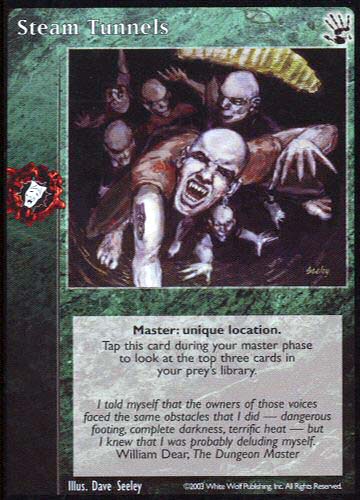 Steam Tunnels
Seeley
Master: unique location.
Tap this card during your master phase
to look at the top three cards in
your prey's library.
I told myself that the owners of those voices
faced the same obstacles that I did — dangerous
footing, complete darkness, terrific heat — but
I knew that I was probably deluding myself.
William Dear, The Dungeon Master
Illus. Dave Seeley
©2003 White Wolf Publishing, Inc. All Rights Reserved.